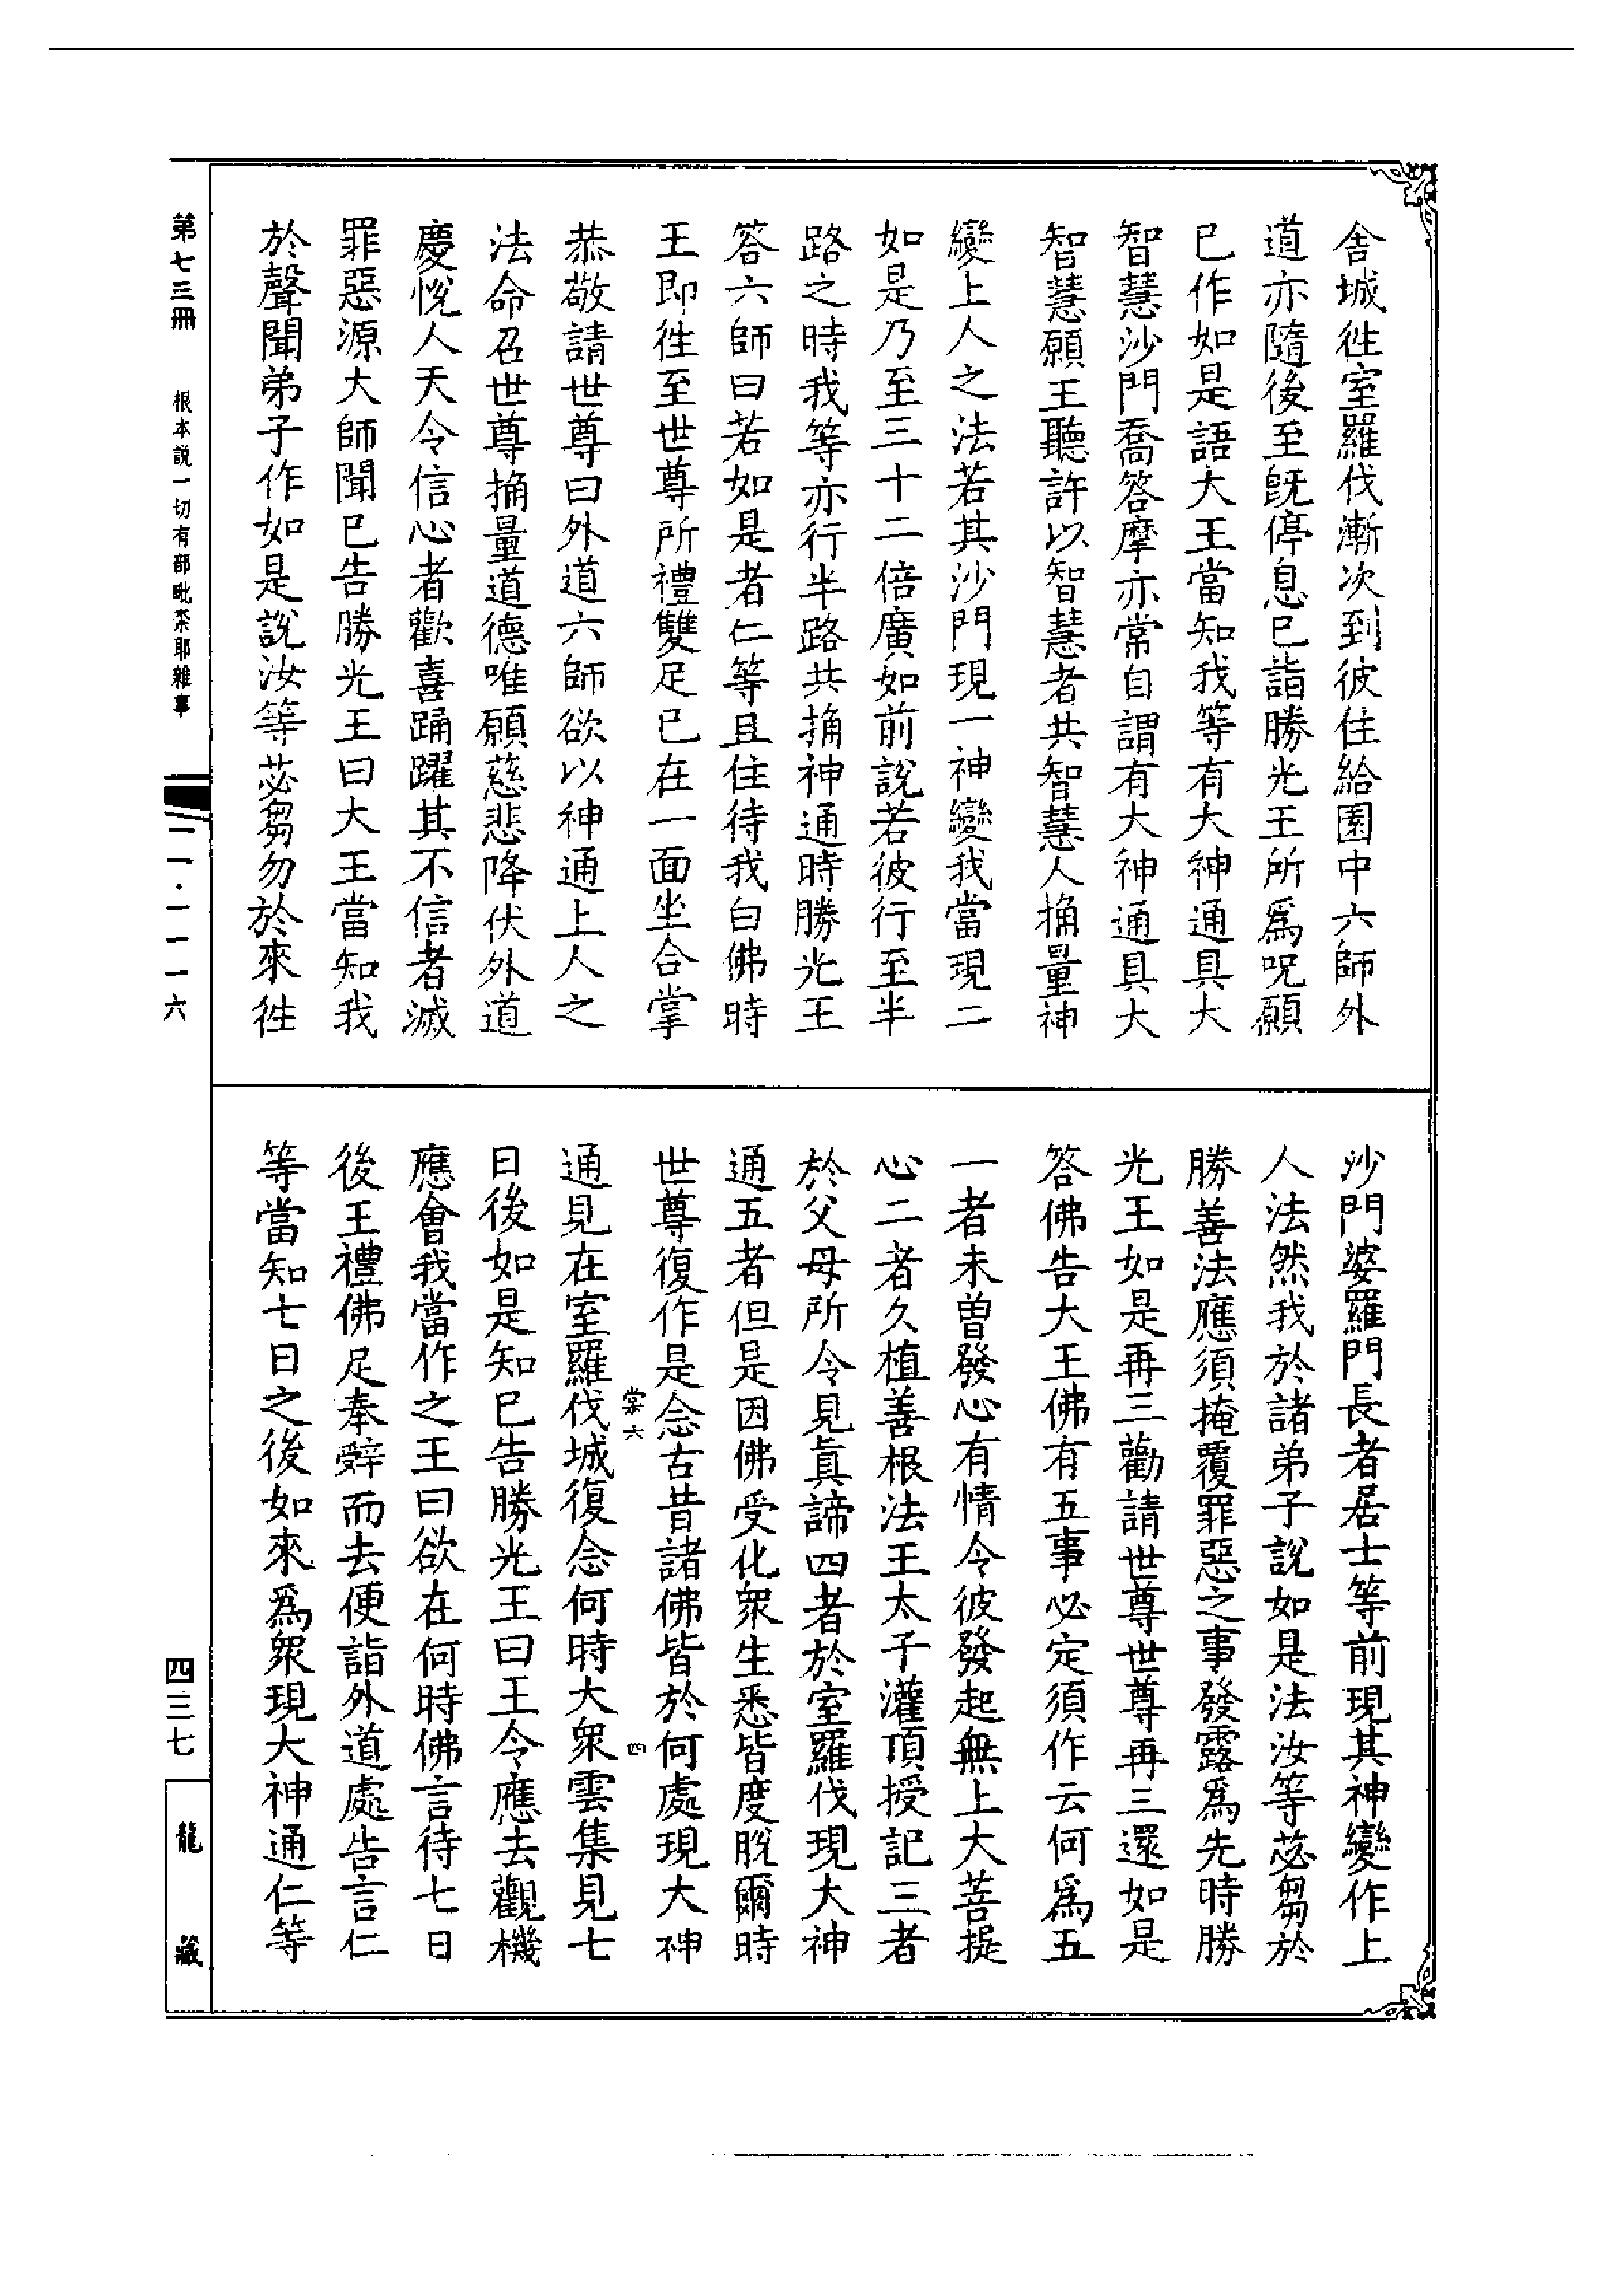 舍城徃室羅伐漸次到彼住給園中六師外
道亦隨後至旣停息已詣勝光王所爲呪願
已作如是語大王當知我等有大神通具大
智慧沙門喬答摩亦常自謂有大神通具大
智慧願王聽許以智慧者共智慧人捔量神
變上人之法若其沙門現一神變我當現二
如是乃至三十二倍廣如前說若彼行至半
路之時我等亦行半路共捔神通時勝光王
答六師曰若如是者仁等且住待我白佛時
王即徃至世尊所禮雙足已在一面坐合掌
恭敬請世尊曰外道六師欲以神通上人之
法命召世尊捔量道德唯願慈悲降伏外道
慶悅人天令信心者歡喜踊躍其不信者滅
罪惡源大師聞已告勝光王曰大王當知我
於聲聞弟子作如是說汝等苾芻勿於來徃
沙門婆羅門長者居士等前現其神變作上
人法然我於諸弟子說如是法汝等苾芻於
勝善法應須掩覆罪惡之事發露爲先時勝
光王如是再三勸請世尊世尊再三還如是
答佛告大王佛有五事必定須作云何爲五
一者未曽發心有情令彼發起無上大菩提
心二者久植善根法王太子灌頂授記三者
於父母所令見眞諦四者於室羅伐現大神
通五者但是因佛受化衆生悉皆度脫爾時
世尊復作是念古昔諸佛皆於何處現大神
棠六 四
通見在室羅伐城復念何時大衆雲集見七
日後如是知已告勝光王曰王今應去觀機
應會我當作之王曰欲在何時佛言待七日
後王禮佛足奉辤而去便詣外道處告言仁
等當知七日之後如來爲衆現大神通仁等
第七三冊 根本說一切有部毗柰耶雜事
一一·一一一六
四三七
龍藏